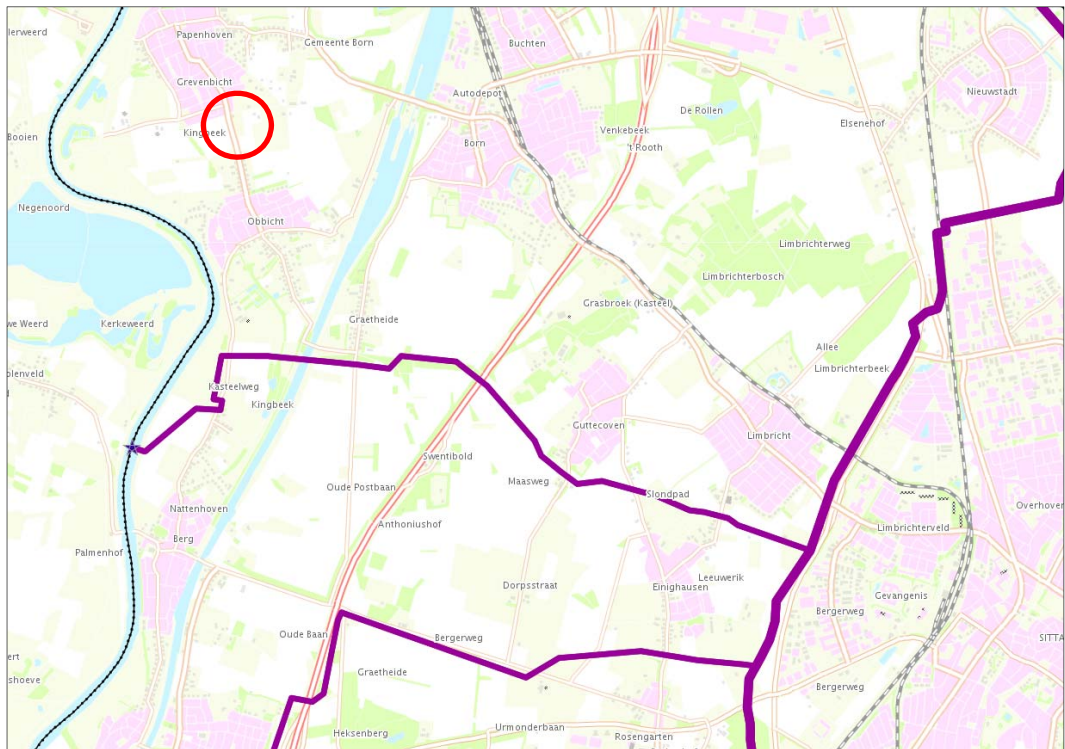 Papenhoven
Gemeente Born
Buchten
Grevenbicht
Autodepot
Nieuwstadt
De Rollen
Elsenehof
Booien
Kingbeek
Venkebeek
Born
't Rooth
Negenoord
Obbicht
Limbrichterweg
Limbrichterbosch
Grasbroek (Kasteel)
Kerkeweerd
Graetheide
Allee
Limbrichterbeek
Kasteelweg
Kingbeek
Guttecoven
Limbricht
Swentibold
Maasweg
Oude Postbaan
Slondpad
Nattenhoven
Anthoniushof
Overhoven
Limbrichterveld
Berg
Palmenhof
Leeuwerik
Dorpsstraat
Einighausen
Gevangenis
Bergerweg
Oude Baan
Bergerweg
SITTA
Graetheide
Bergerweg
Urmonderbaan
Heksenberg
Rosengarten